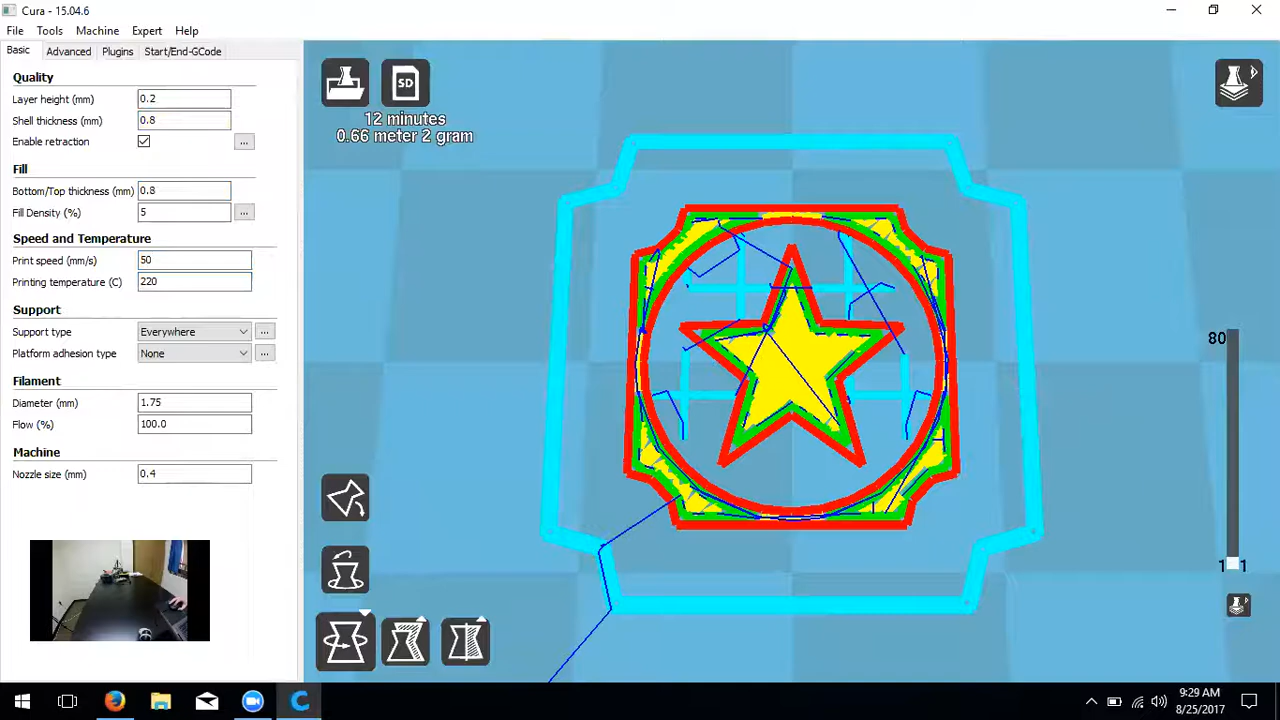 Cura - 15.04.6
File Tools Machine Expert Help
Basic Advanced Plugins Start/End-GCode
Quality
Layer height (mm) 0.2
Shell thickness (mm) 0.8
Enable retraction ...
Fill
Bottom/Top thickness (mm) 0.8
Fill Density (%) 5 ...
Speed and Temperature
Print speed (mm/s) 50
Printing temperature (C) 220
Support
Support type Everywhere ...
Platform adhesion type None ...
Filament
Diameter (mm) 1.75
Flow (%) 100.0
Machine
Nozzle size (mm) 0.4
SD
12 minutes
0.66 meter 2 gram
80
1 1
9:29 AM
8/25/2017